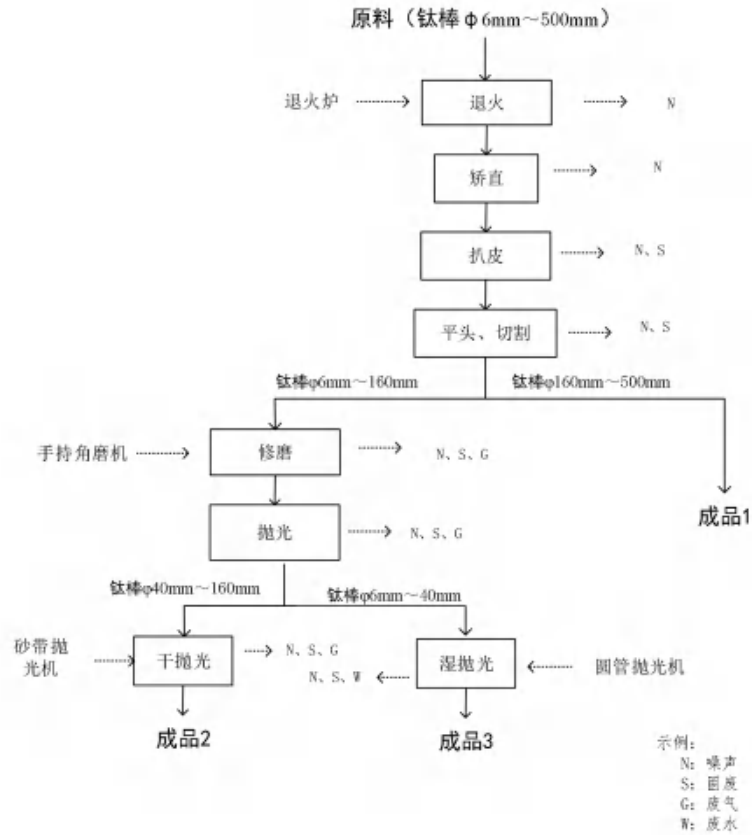 原料（钛棒φ6mm～500mm）
退火炉
退火
N
矫直
N
扒皮
N、S
平头、切割
N、S
钛棒φ6mm～160mm
钛棒φ160mm～500mm
手持角磨机
修磨
N、S、G
成品1
抛光
N、S、G
钛棒φ40mm～160mm
钛棒φ6mm～40mm
砂带抛
光机
干抛光
N、S、G
N、S、W
湿抛光
圆管抛光机
成品2
成品3
示例：
N：噪声
S：固废
G：废气
W：废水